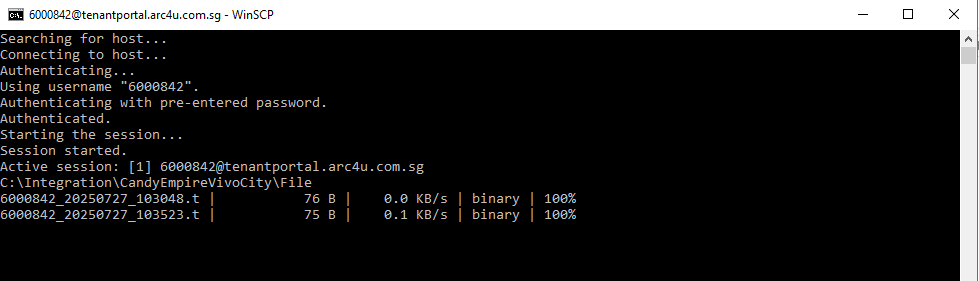 6000842@tenantportal.arc4u.com.sg - WinSCP
Searching for host...
Connecting to host...
Authenticating...
Using username "6000842".
Authenticating with pre-entered password.
Authenticated.
Starting the session...
Session started.
Active session: [1] 6000842@tenantportal.arc4u.com.sg
C:\Integration\CandyEmpireVivoCity\File
6000842_20250727_103048.t |           76 B |    0.0 KB/s | binary | 100%
6000842_20250727_103523.t |           75 B |    0.1 KB/s | binary | 100%